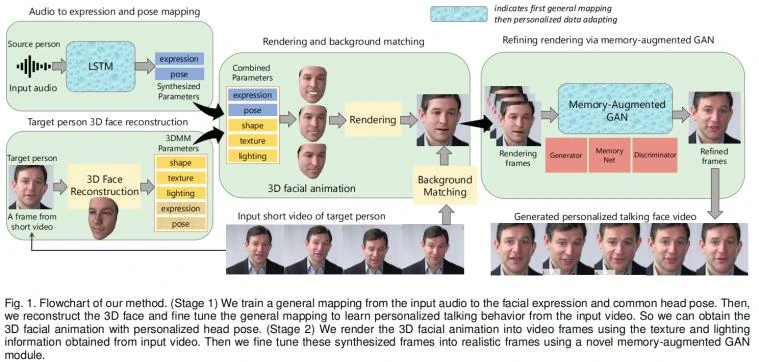 Audio to expression and pose mapping
Source person
Input audio
LSTM
expression
pose
Synthesized
Parameters
Target person 3D face reconstruction
3DMM
Parameters
Target person
3D Face
Reconstruction
shape
texture
lighting
expression
pose
A frame from
short video
Rendering and background matching
Combined
Parameters
expression
pose
shape
texture
lighting
Rendering
3D facial animation
Background
Matching
Input short video of target person
indicates first general mapping
then personalized data adapting
Refining rendering via memory-augmented GAN
Memory-Augmented
GAN
Rendering
frames
Generator
Memory
Net
Discriminator
Refined
frames
Generated personalized talking face video
Fig. 1. Flowchart of our method. (Stage 1) We train a general mapping from the input audio to the facial expression and common head pose. Then,
we reconstruct the 3D face and fine tune the general mapping to learn personalized talking behavior from the input video. So we can obtain the
3D facial animation with personalized head pose. (Stage 2) We render the 3D facial animation into video frames using the texture and lighting
information obtained from input video. Then we fine tune these synthesized frames into realistic frames using a novel memory-augmented GAN
module.